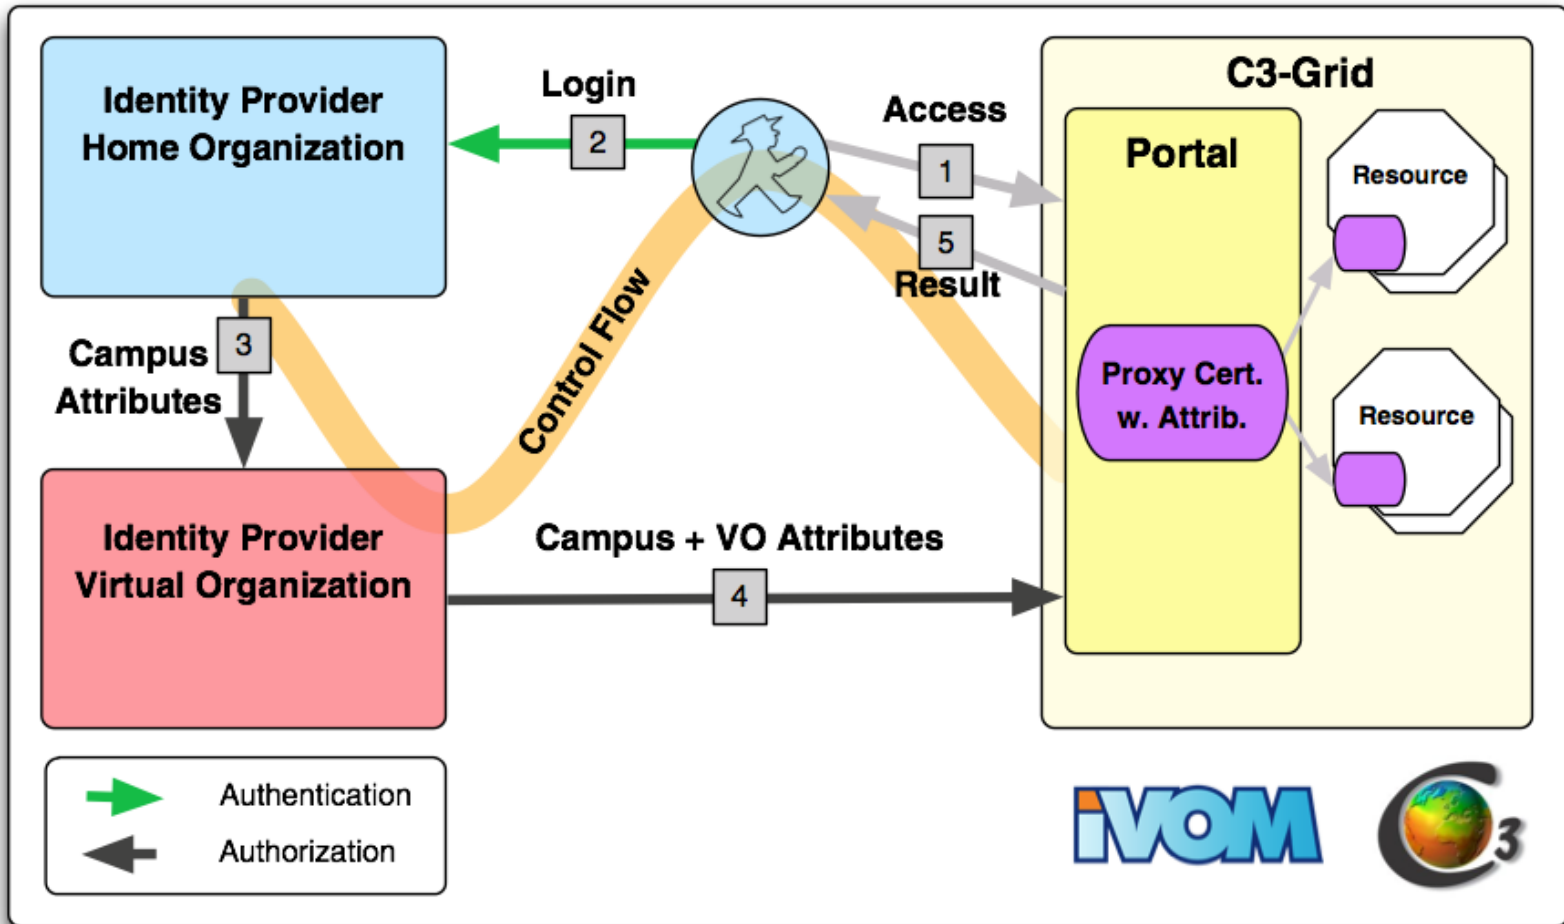 Identity Provider
Home Organization
Login
2
Access
1
5
Result
C3-Grid
Portal
Resource
Proxy Cert.
w. Attrib.
Resource
3
Campus
Attributes
Control Flow
Identity Provider
Virtual Organization
Campus + VO Attributes
4
Authentication
Authorization
iVOM
C3